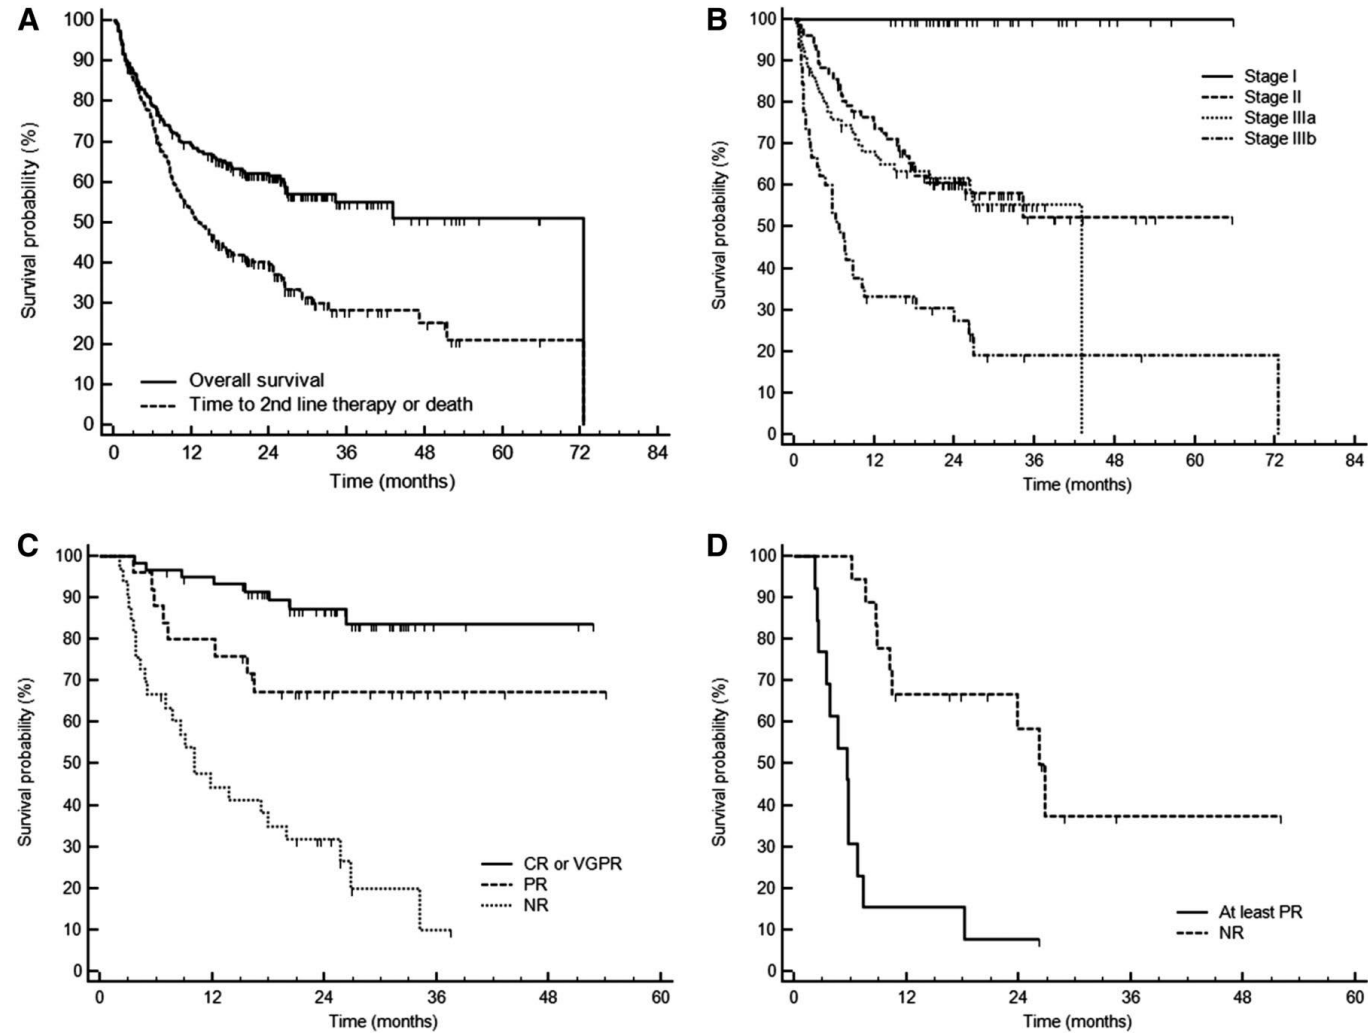 A
Survival probability (%)
100
90
80
70
60
50
40
30
20
10
0
Overall survival
Time to 2nd line therapy or death
0 12 24 36 48 60 72 84
Time (months)
B
Survival probability (%)
100
90
80
70
60
50
40
30
20
10
0
Stage I
Stage II
Stage IIIa
Stage IIIb
0 12 24 36 48 60 72 84
Time (months)
C
Survival probability (%)
100
90
80
70
60
50
40
30
20
10
0
CR or VGPR
PR
NR
0 12 24 36 48 60
Time (months)
D
Survival probability (%)
100
90
80
70
60
50
40
30
20
10
0
At least PR
NR
0 12 24 36 48 60
Time (months)